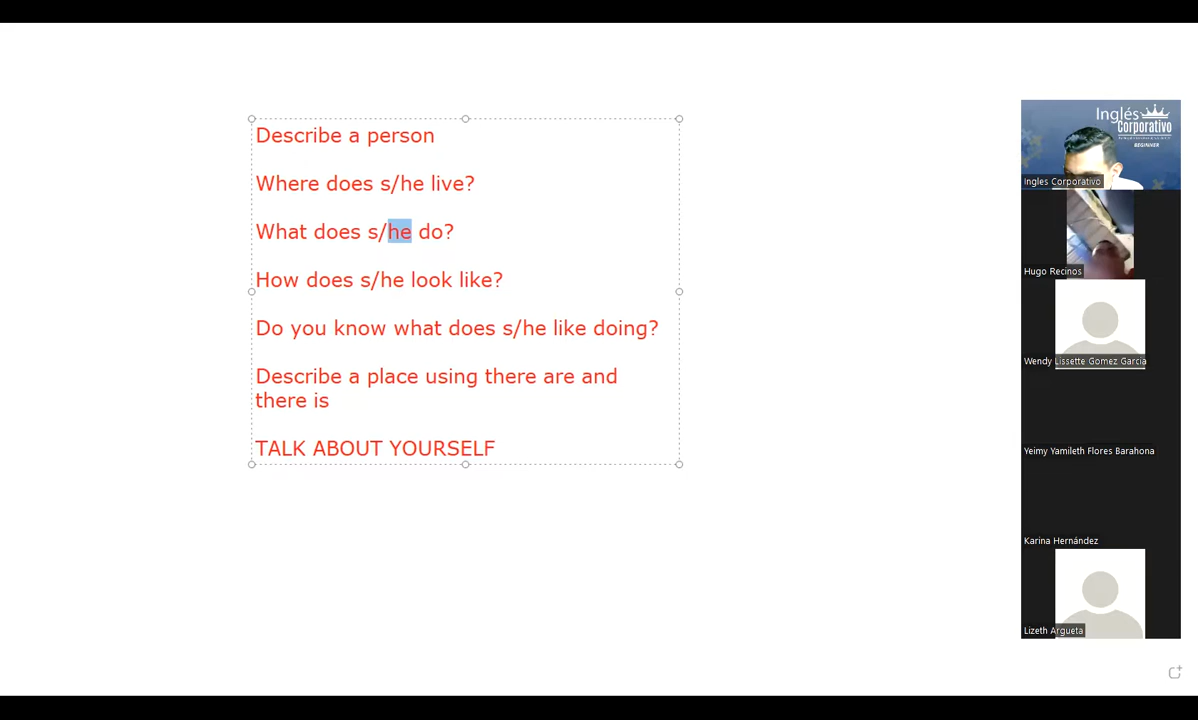 Describe a person
Where does s/he live?
What does s/he do?
How does s/he look like?
Do you know what does s/he like doing?
Describe a place using there are and
there is
TALK ABOUT YOURSELF
Inglés
Corporativo
BEGINNER
Ingles Corporativo
Hugo Recinos
Wendy Lissette Gomez Garcia
Yeimy Yamileth Flores Barahona
Karina Hernández
Lizeth Argueta